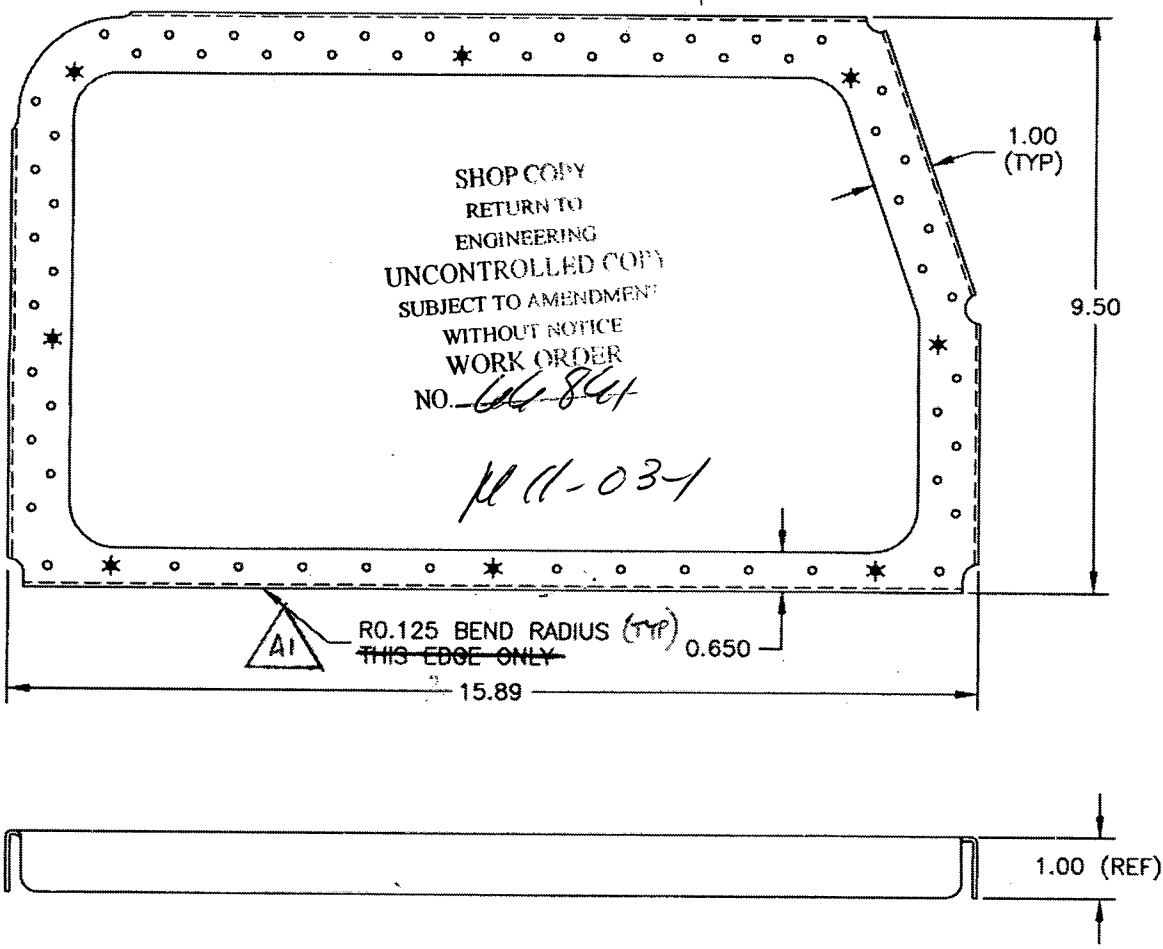 1.00
(TYP)
SHOP COPY
RETURN TO
ENGINEERING
UNCONTROLLED COPY
SUBJECT TO AMENDMENT
WITHOUT NOTICE
WORK ORDER
NO.
9.50
A1
R0.125 BEND RADIUS (TYP)
THIS EDGE ONLY
0.650
15.89
1.00 (REF)